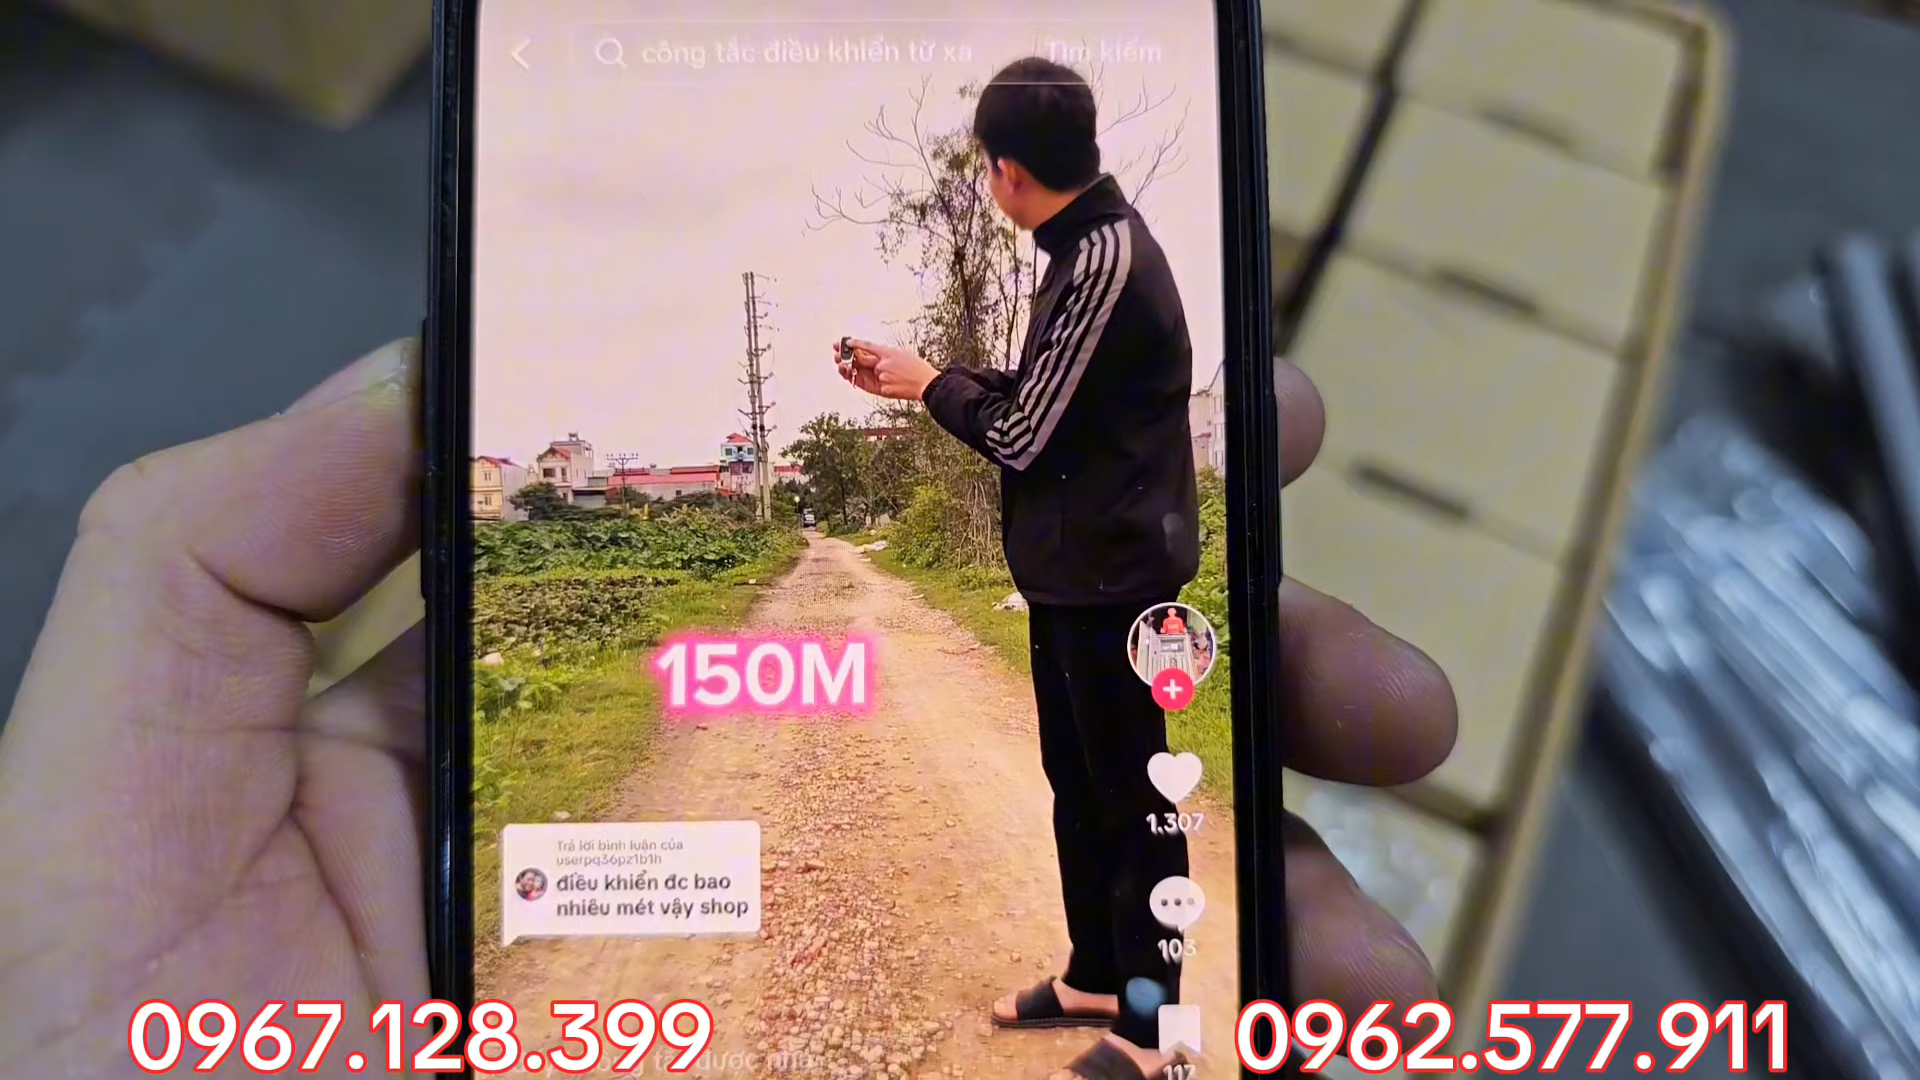 công tắc điều khiển từ xa
Tìm kiếm
150M
1.307
Trả lời bình luận của
userpq36pz1b1h
điều khiển đc bao
nhiêu mét vậy shop
103
117
0967.128.399
0962.577.911